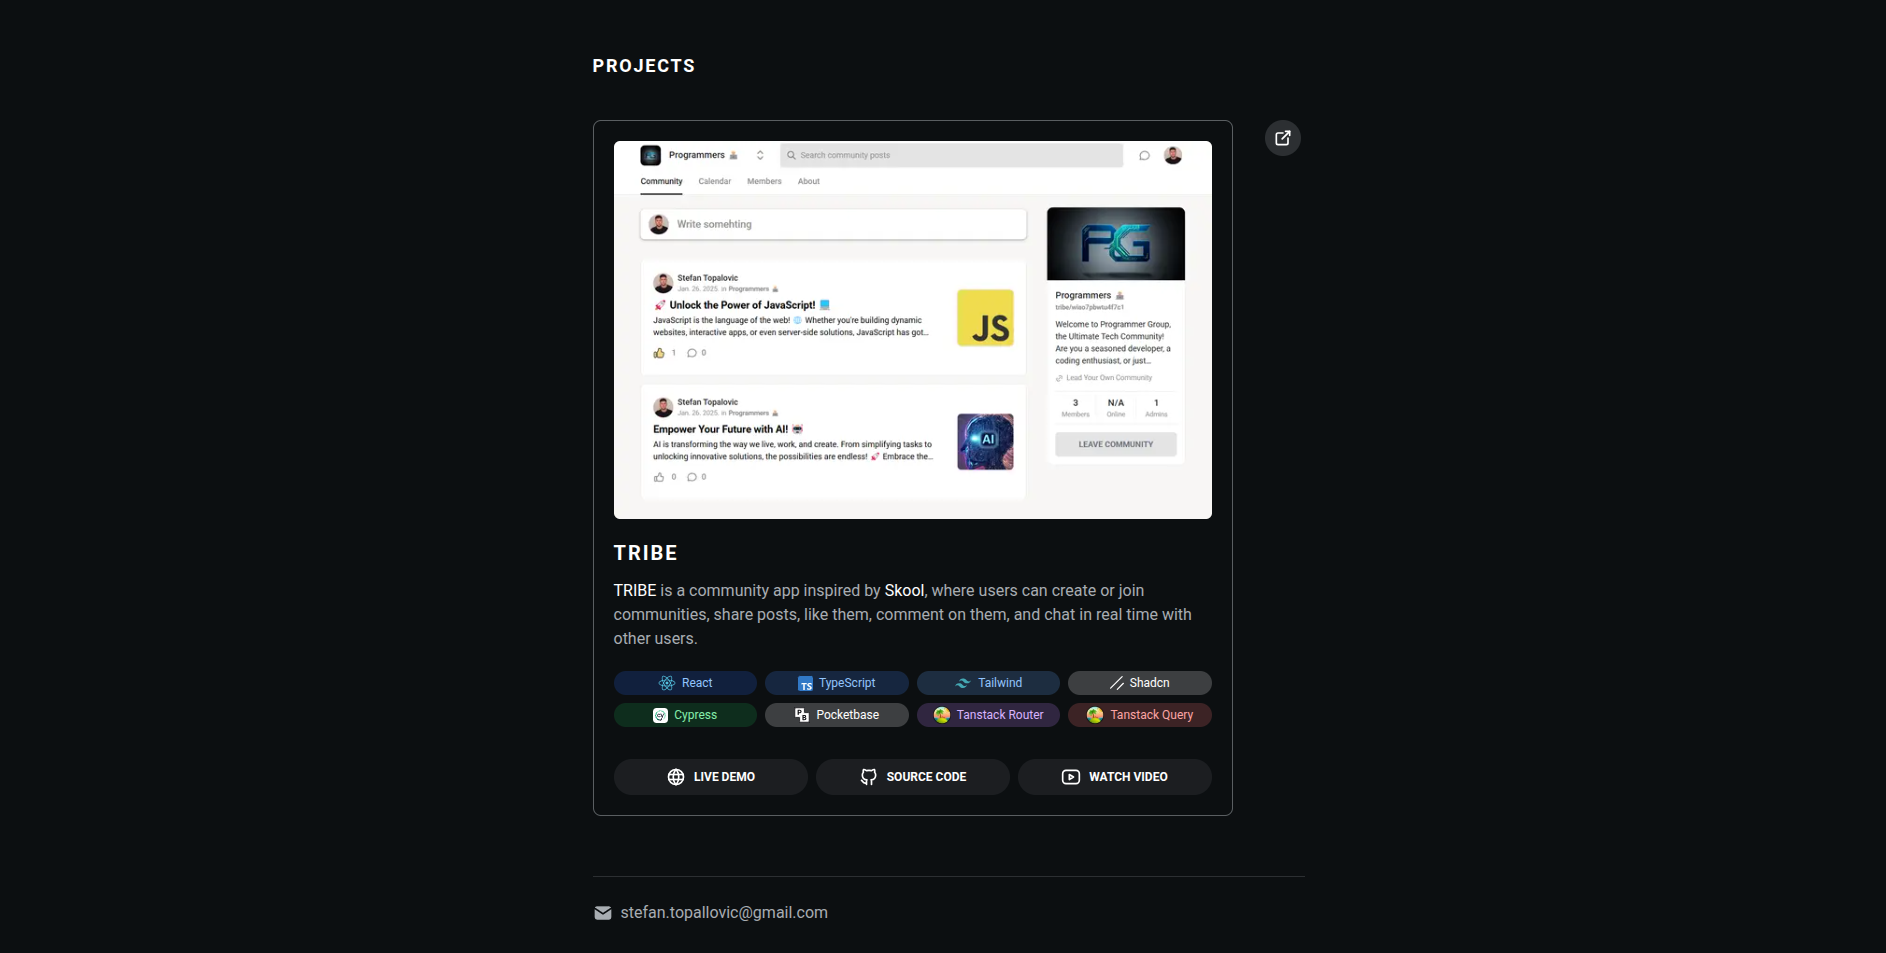 PROJECTS
Programmers
Search community posts
Community Calendar Members About
Write somehting
Stefan Topalovic
Jan. 26, 2025. in Programmers
🚀 Unlock the Power of JavaScript!
JavaScript is the language of the web! 🌐 Whether you're building dynamic
websites, interactive apps, or even server-side solutions, JavaScript has got...
JS
1 0
Stefan Topalovic
Jan. 26, 2025. in Programmers
Empower Your Future with AI!
AI is transforming the way we live, work, and create. From simplifying tasks to
unlocking innovative solutions, the possibilities are endless! 🚀 Embrace the...
AI
0 0
PG
Programmers
Welcome to Programmer Group,
the Ultimate Tech Community!
Are you a seasoned developer, a
coding enthusiast, or just...
Lead Your Own Community
3 N/A 1
Members Online Admins
LEAVE COMMUNITY
TRIBE
TRIBE is a community app inspired by Skool, where users can create or join
communities, share posts, like them, comment on them, and chat in real time with
other users.
React TS TypeScript Tailwind Shadcn
cy Cypress PB Pocketbase Tanstack Router Tanstack Query
LIVE DEMO SOURCE CODE WATCH VIDEO
stefan.topallovic@gmail.com